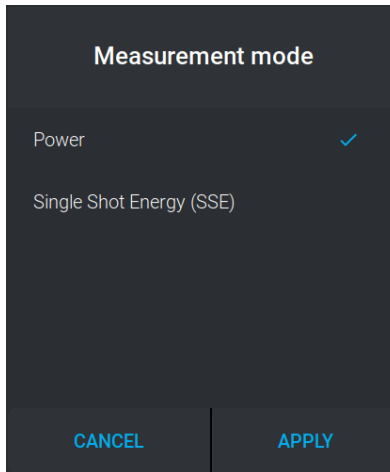 Measurement mode
Power
Single Shot Energy (SSE)
CANCEL
APPLY